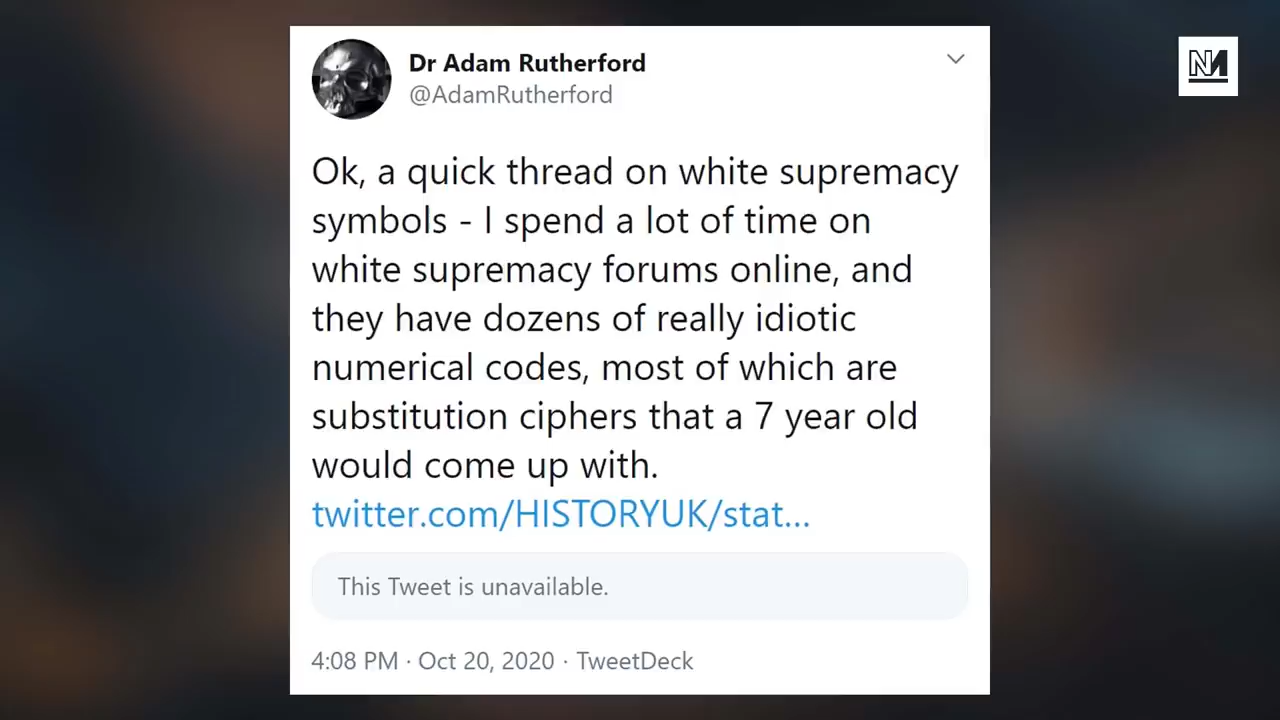 Dr Adam Rutherford
@AdamRutherford
Ok, a quick thread on white supremacy
symbols - I spend a lot of time on
white supremacy forums online, and
they have dozens of really idiotic
numerical codes, most of which are
substitution ciphers that a 7 year old
would come up with.
twitter.com/HISTORYUK/stat...
This Tweet is unavailable.
4:08 PM · Oct 20, 2020 · TweetDeck
NM